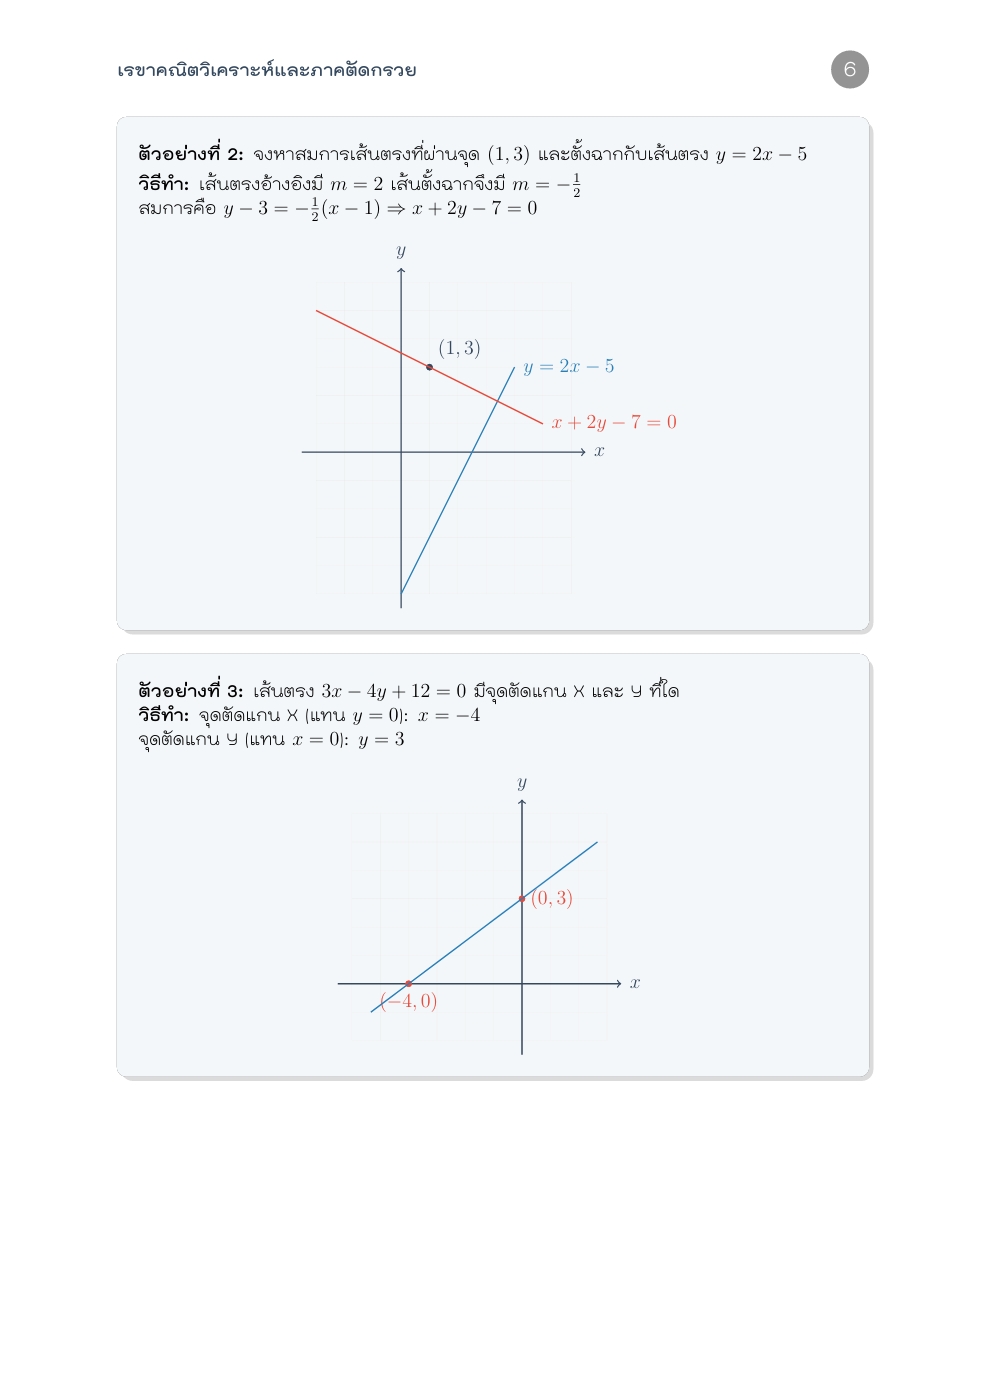 เรขาคณิตวิเคราะห์และภาคตัดกรวย
6
ตัวอย่างที่ 2: จงหาสมการเส้นตรงที่ผ่านจุด (1, 3) และตั้งฉากกับเส้นตรง y = 2x − 5
วิธีทำ: เส้นตรงอ้างอิงมี m = 2 เส้นตั้งฉากจึงมี m = −1/2
สมการคือ y − 3 = −1/2(x − 1) ⇒ x + 2y − 7 = 0
y
(1, 3)
y = 2x − 5
x + 2y − 7 = 0
x
ตัวอย่างที่ 3: เส้นตรง 3x − 4y + 12 = 0 มีจุดตัดแกน X และ Y ที่ใด
วิธีทำ: จุดตัดแกน X (แทน y = 0): x = −4
จุดตัดแกน Y (แทน x = 0): y = 3
y
(0, 3)
x
(−4, 0)